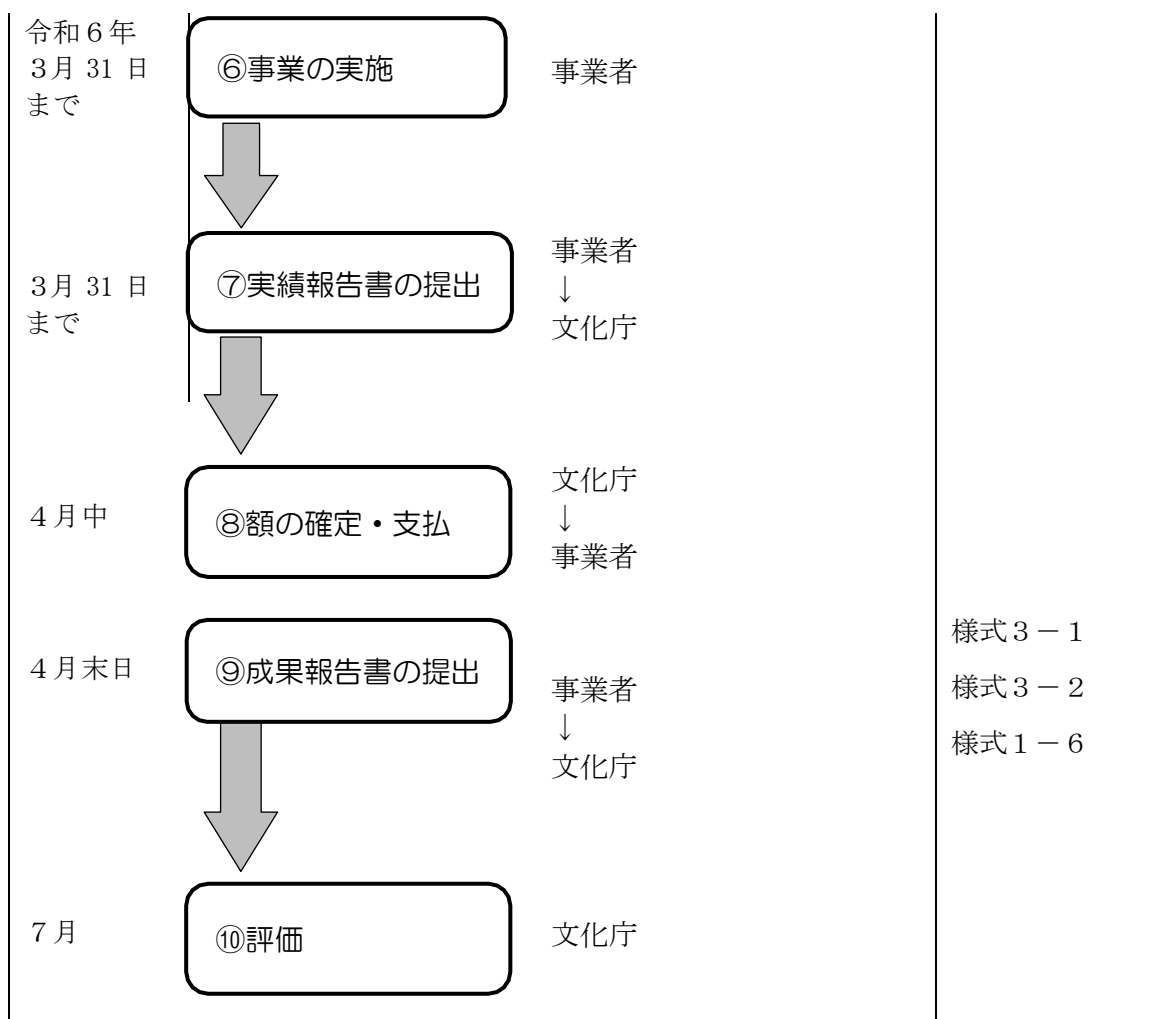 令和６年
３月 31 日
まで
⑥事業の実施
事業者
３月 31 日
まで
⑦実績報告書の提出
事業者
↓
文化庁
４月中
⑧額の確定・支払
文化庁
↓
事業者
４月末日
⑨成果報告書の提出
事業者
↓
文化庁
様式３－１
様式３－２
様式１－６
７月
⑩評価
文化庁